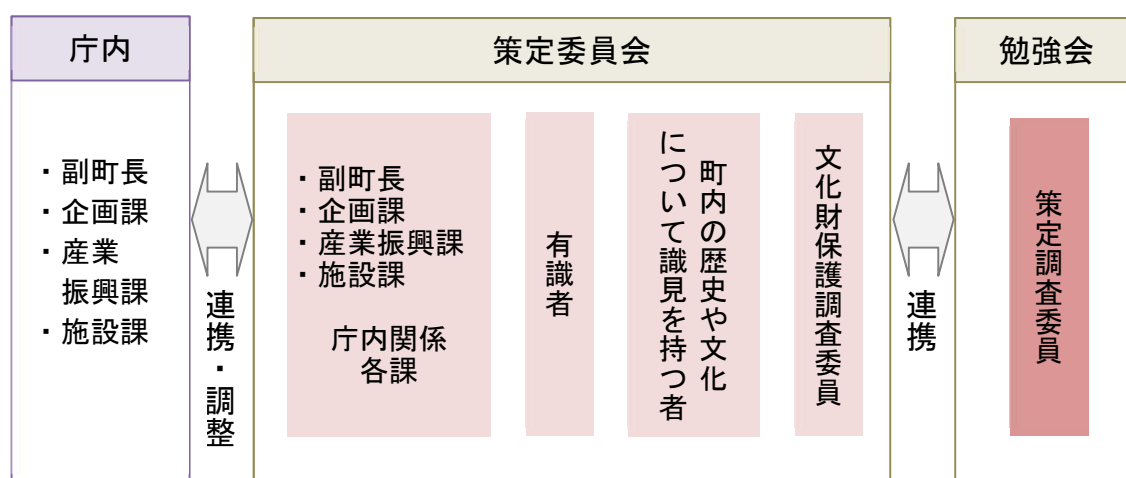 庁内
・副町長
・企画課
・産業
振興課
・施設課
連携・調整
策定委員会
・副町長
・企画課
・産業振興課
・施設課
庁内関係
各課
有識者
町内の歴史や文化
について識見を持つ者
文化財保護調査委員
連携
勉強会
策定調査委員